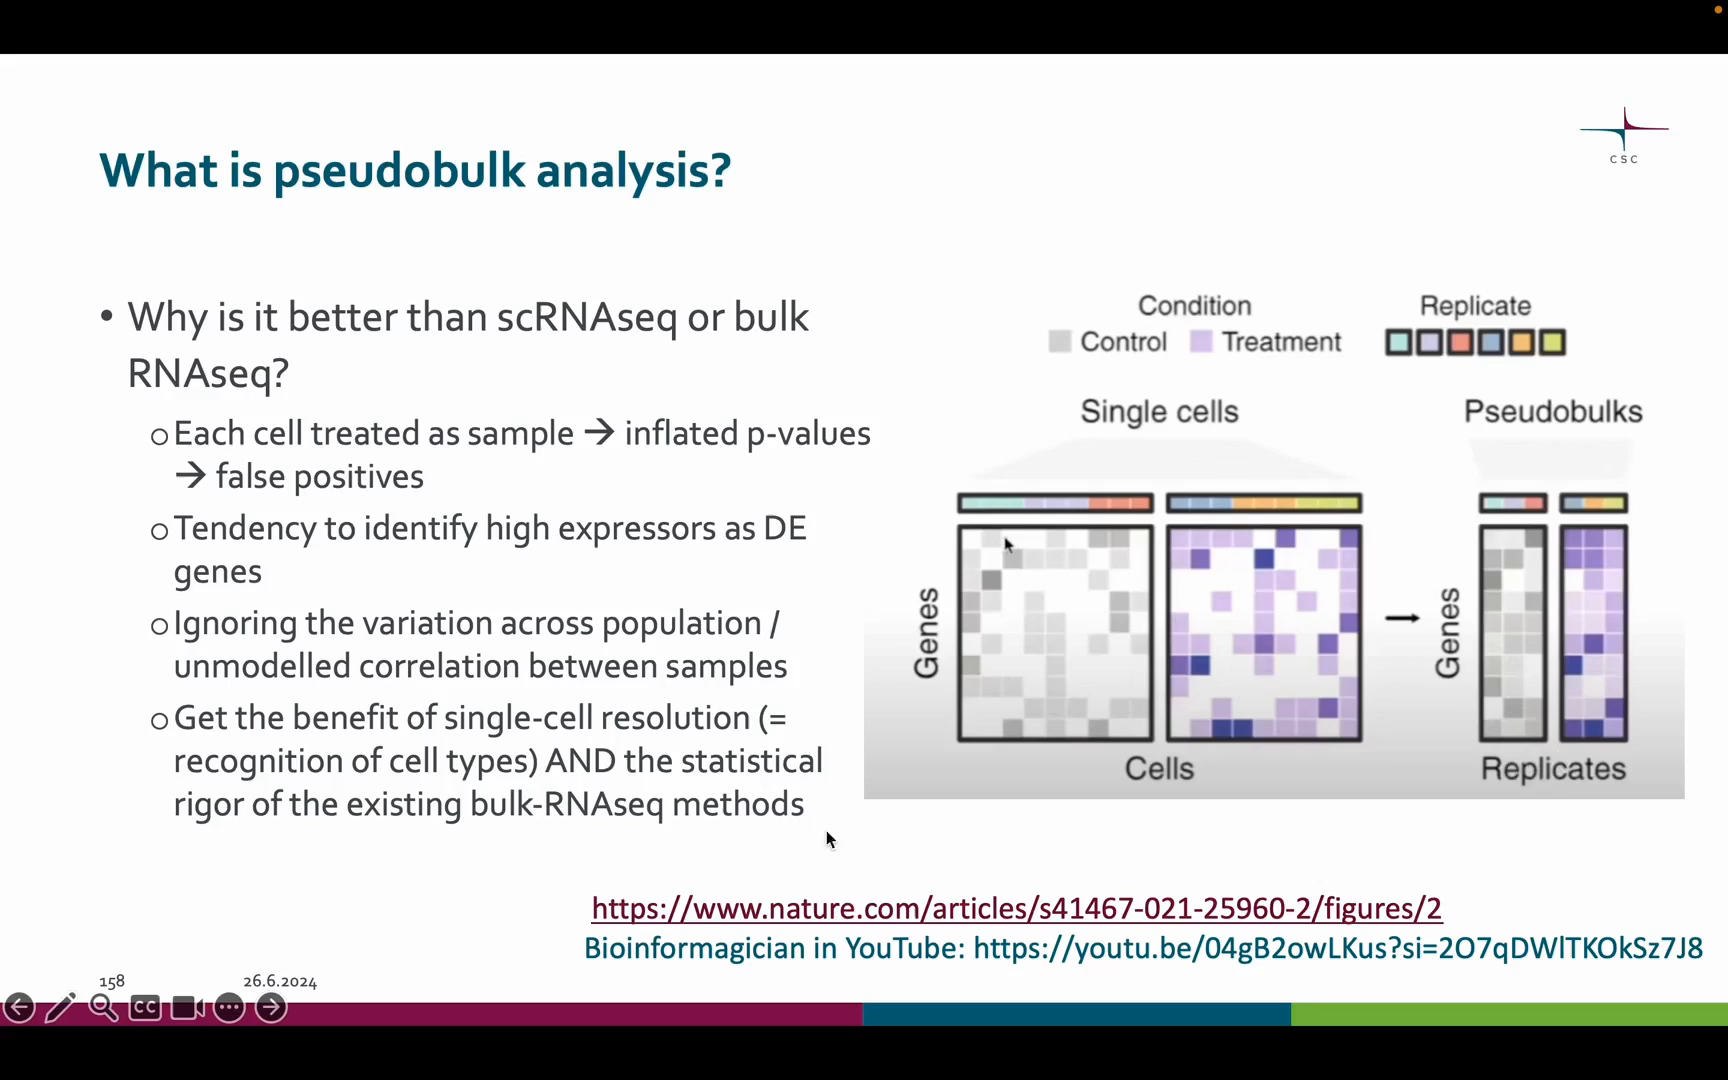 CSC
What is pseudobulk analysis?
• Why is it better than scRNAseq or bulk
RNAseq?
o Each cell treated as sample → inflated p-values
→ false positives
o Tendency to identify high expressors as DE
genes
o Ignoring the variation across population /
unmodelled correlation between samples
o Get the benefit of single-cell resolution (=
recognition of cell types) AND the statistical
rigor of the existing bulk-RNAseq methods
Condition
Control Treatment
Replicate
Single cells
Pseudobulks
Genes
Cells
Genes
Replicates
https://www.nature.com/articles/s41467-021-25960-2/figures/2
Bioinformagician in YouTube: https://youtu.be/04gB2owLKus?si=2O7qDWlTKOkSz7J8
158 26.6.2024
CC